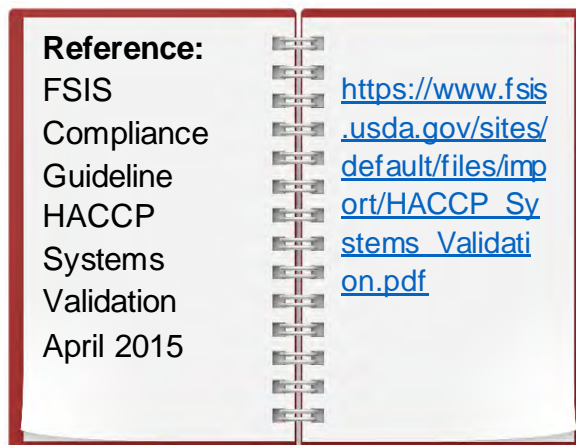 Reference:
FSIS
Compliance
Guideline
HACCP
Systems
Validation
April 2015
https://www.fsis
.usda.gov/sites/
default/files/imp
ort/HACCP_Sy
stems_Validati
on.pdf